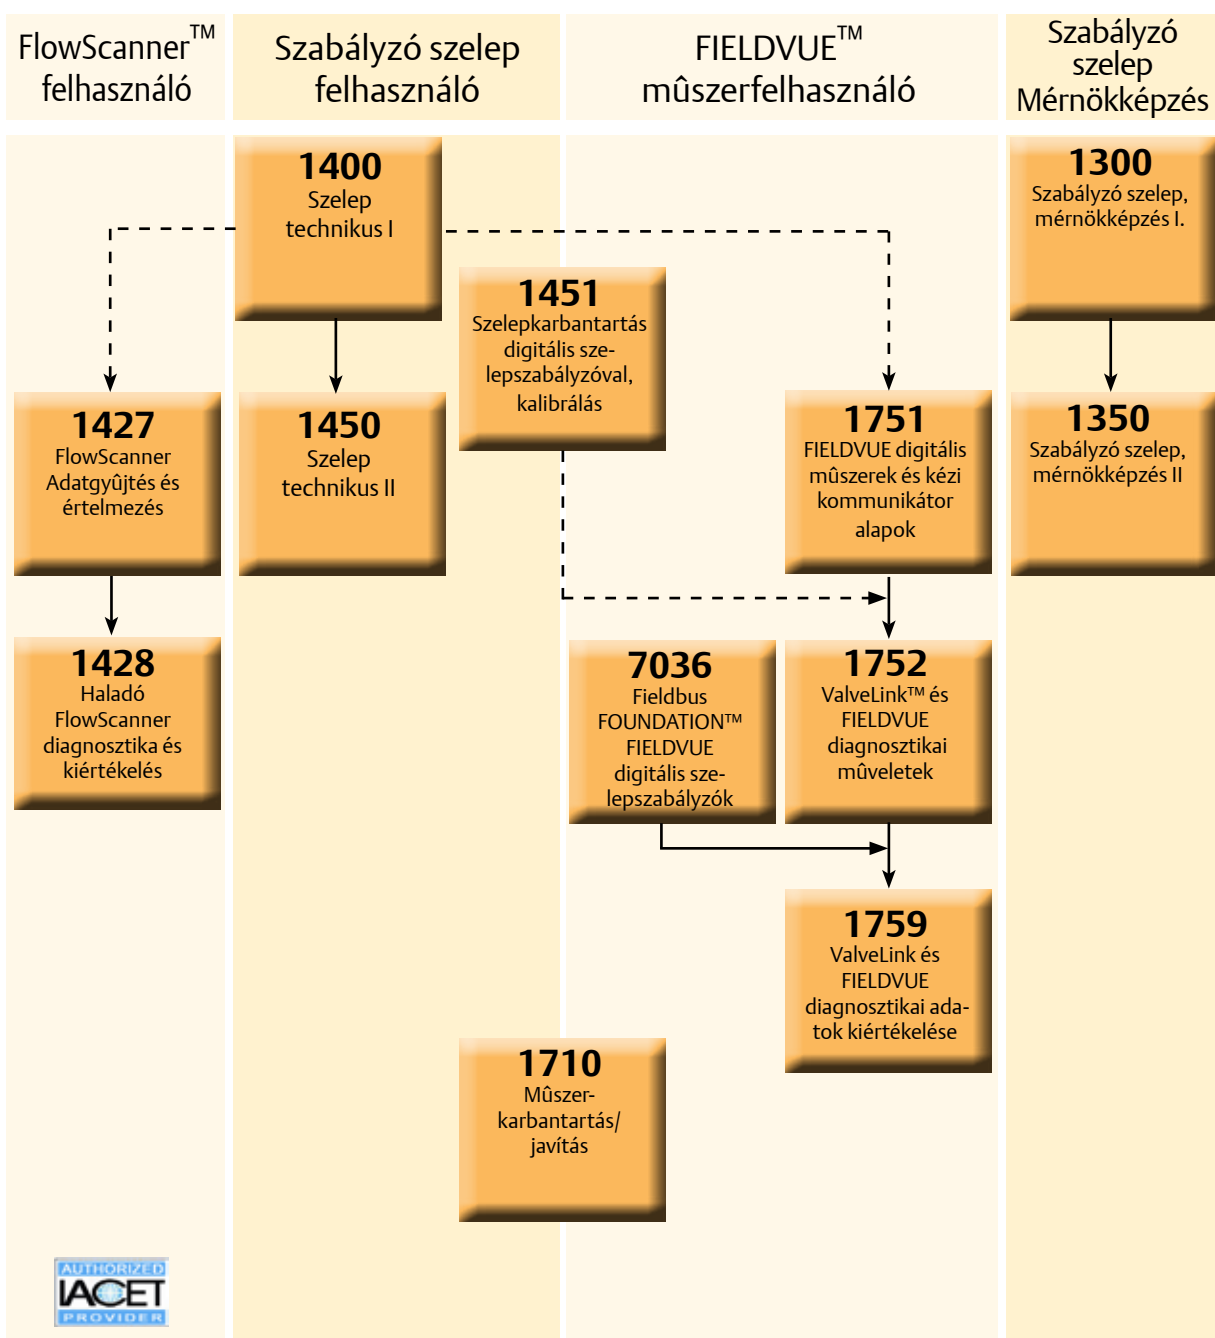 FlowScanner™
felhasználó
Szabályzó szelep
felhasználó
FIELDVUE™
mûszerfelhasználó
Szabályzó
szelep
Mérnökképzés
1400
Szelep
technikus I
1300
Szabályzó szelep,
mérnökképzés I.
1451
Szelepkarbantartás
digitális sze-
lepszabályzóval,
kalibrálás
1427
FlowScanner
Adatgyûjtés és
értelmezés
1450
Szelep
technikus II
1751
FIELDVUE digitális
mûszerek és kézi
kommunikátor
alapok
1350
Szabályzó szelep,
mérnökképzés II
1428
Haladó
FlowScanner
diagnosztika és
kiértékelés
7036
Fieldbus
FOUNDATION™
FIELDVUE
digitális sze-
lepszabályzók
1752
ValveLink™ és
FIELDVUE
diagnosztikai
mûveletek
1759
ValveLink és
FIELDVUE
diagnosztikai ada-
tok kiértékelése
1710
Mûszer-
karbantartás/
javítás
AUTHORIZED
IACET
PROVIDER